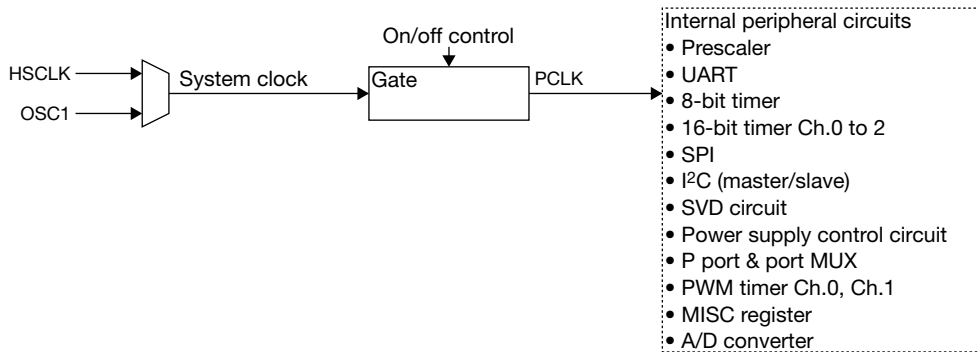 HSCLK
OSC1
System clock
On/off control
Gate
PCLK
Internal peripheral circuits
• Prescaler
• UART
• 8-bit timer
• 16-bit timer Ch.0 to 2
• SPI
• I²C (master/slave)
• SVD circuit
• Power supply control circuit
• P port & port MUX
• PWM timer Ch.0, Ch.1
• MISC register
• A/D converter